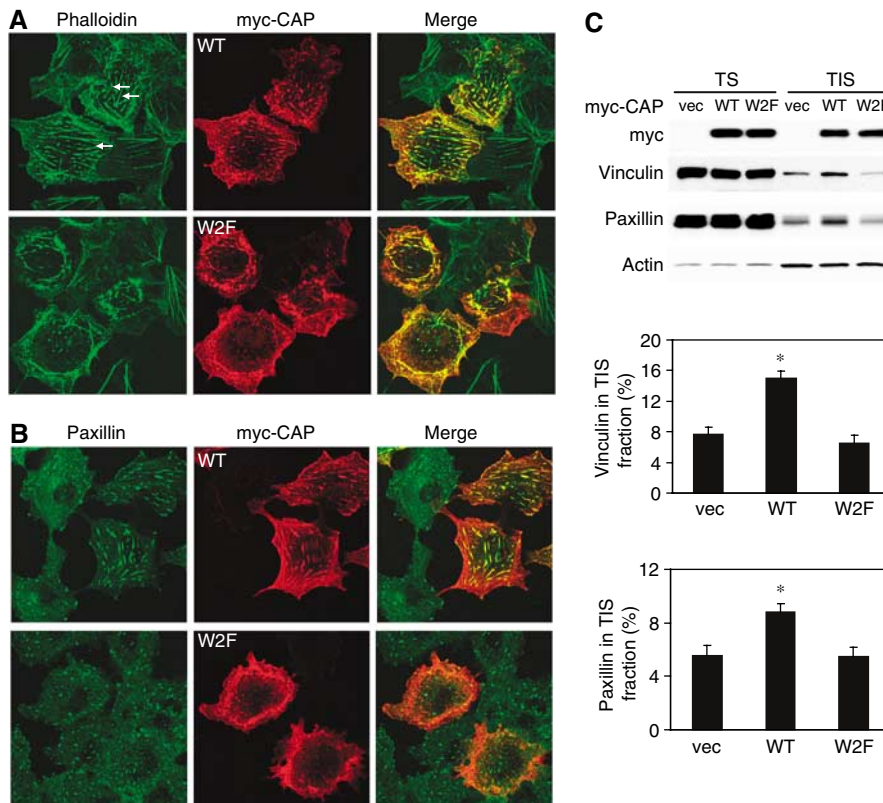 A
Phalloidin myc-CAP Merge
WT
W2F
B
Paxillin myc-CAP Merge
WT
W2F
C
TS TIS
myc-CAP vec WT W2F vec WT W2F
myc
Vinculin
Paxillin
Actin
20
16
12
8
4
0
Vinculin in TIS
fraction (%)
*
vec WT W2F
12
8
4
0
Paxillin in TIS
fraction (%)
*
vec WT W2F